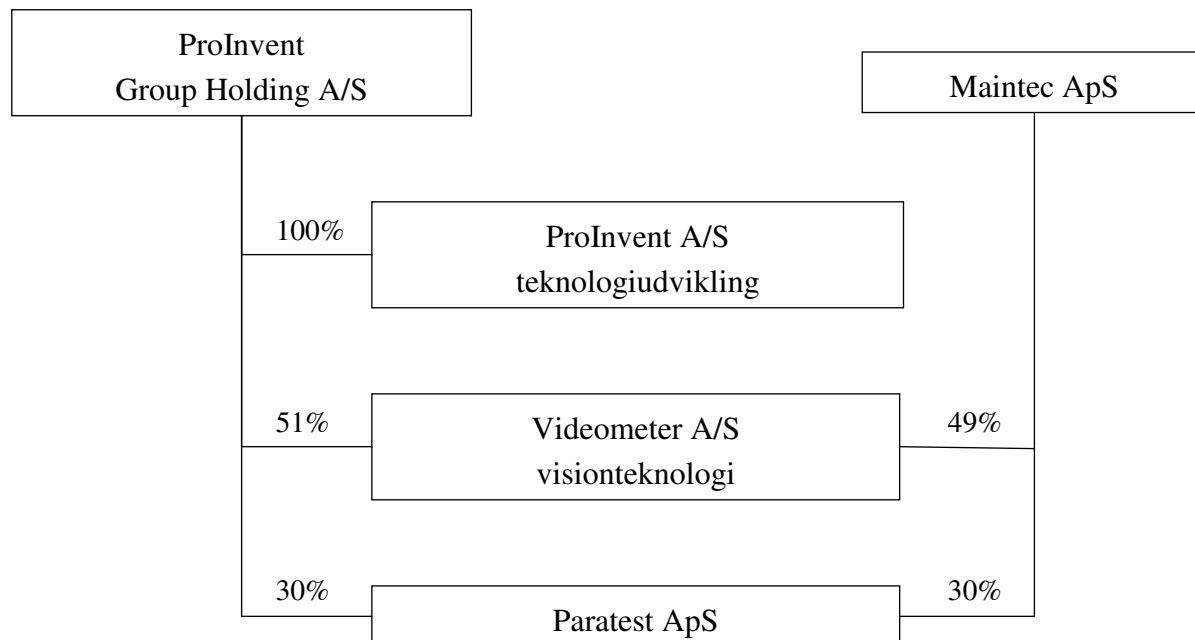 ProInvent
Group Holding A/S
Maintec ApS
100%
ProInvent A/S
teknologiudvikling
51%
Videometer A/S
visionteknologi
49%
30%
Paratest ApS
30%